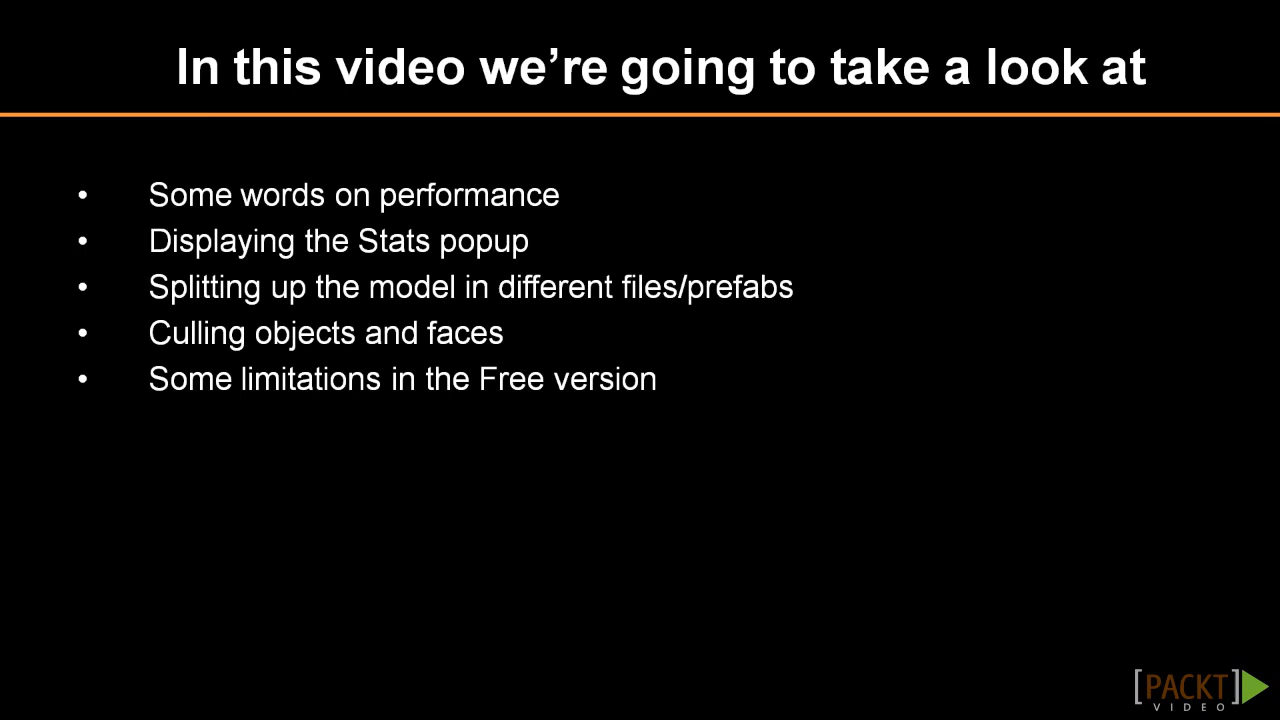 In this video we’re going to take a look at
• Some words on performance
• Displaying the Stats popup
• Splitting up the model in different files/prefabs
• Culling objects and faces
• Some limitations in the Free version
[PACKT]
VIDEO